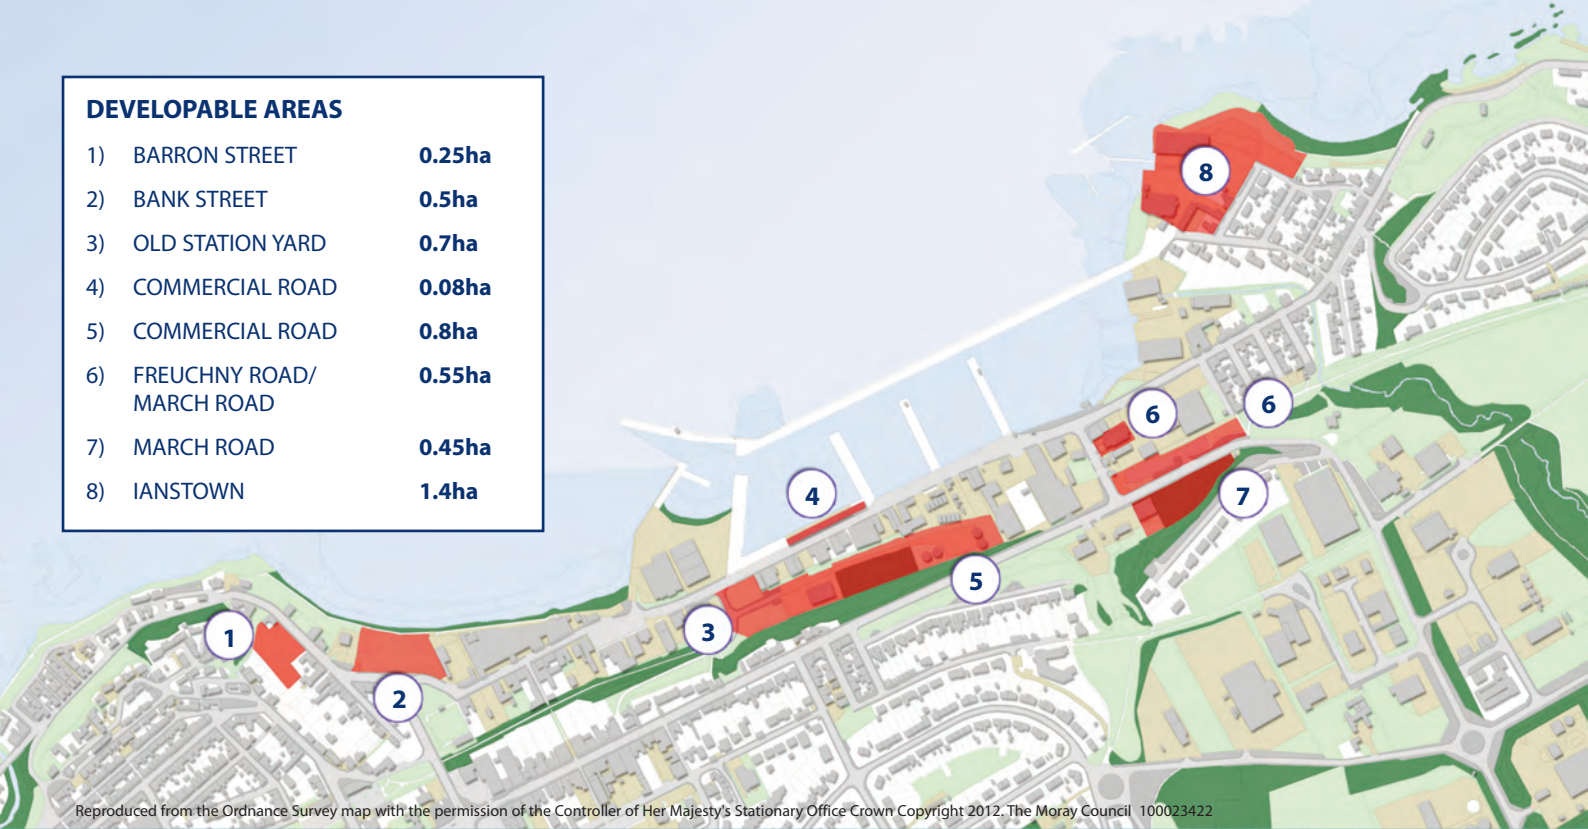 DEVELOPABLE AREAS
1) BARRON STREET 0.25ha
2) BANK STREET 0.5ha
3) OLD STATION YARD 0.7ha
4) COMMERCIAL ROAD 0.08ha
5) COMMERCIAL ROAD 0.8ha
6) FREUCHNY ROAD/ 0.55ha
MARCH ROAD
7) MARCH ROAD 0.45ha
8) IANSTOWN 1.4ha
8
6
6
4
7
5
3
1
2
Reproduced from the Ordnance Survey map with the permission of the Controller of Her Majesty's Stationary Office Crown Copyright 2012. The Moray Council 100023422